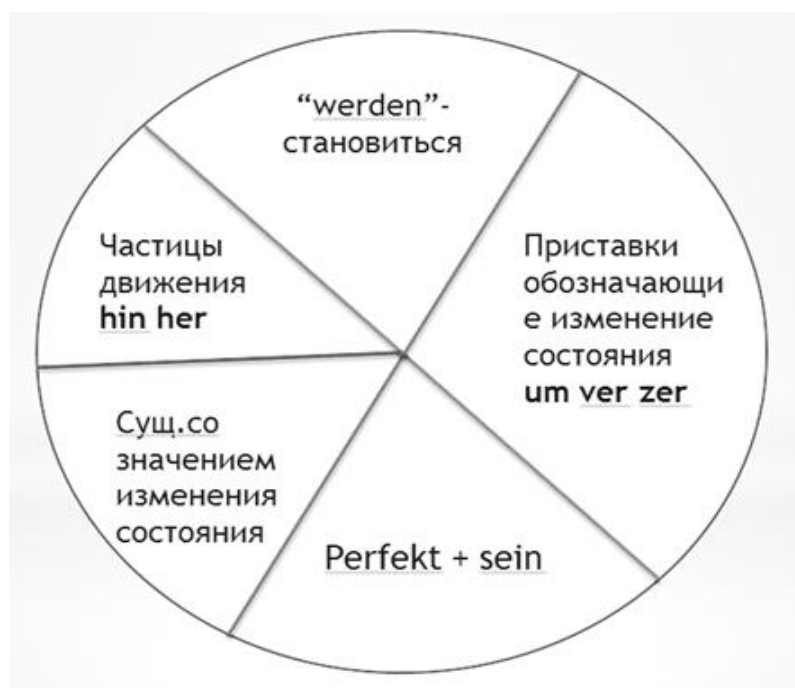 “werden”-
становиться
Частицы
движения
hin her
Приставки
обозначающи
е изменение
состояния
um ver zer
Сущ.со
значением
изменения
состояния
Perfekt + sein